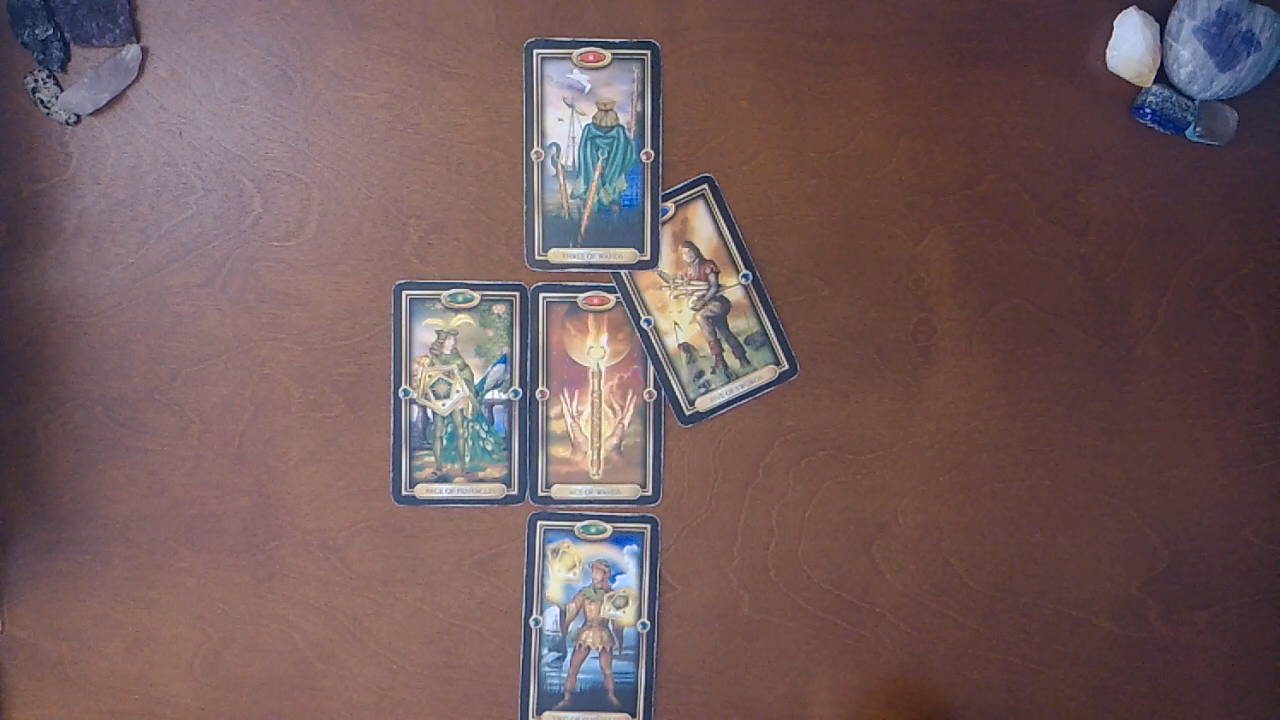 THREE OF WANDS
FIVE OF SWORDS
PAGE OF PENTACLES
ACE OF WANDS